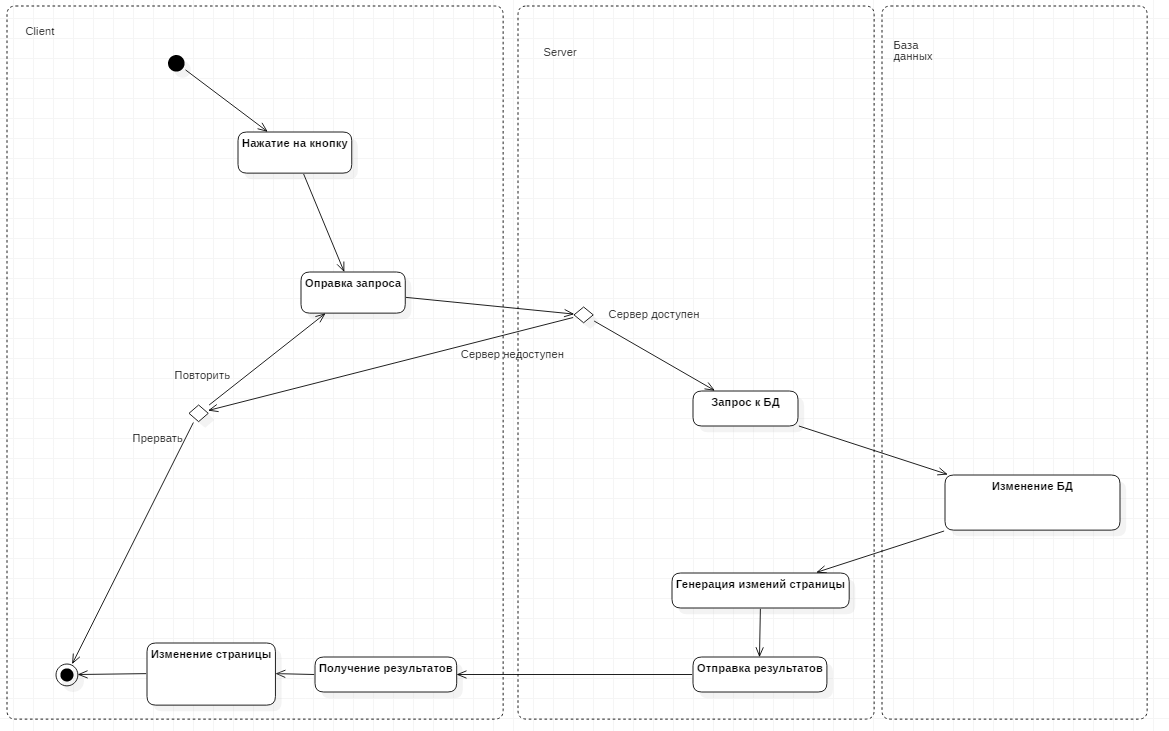 Client
Server
База
данных
Нажатие на кнопку
Оправка запроса
Сервер доступен
Сервер недоступен
Повторить
Запрос к БД
Прервать
Изменение БД
Генерация измений страницы
Изменение страницы
Получение результатов
Отправка результатов